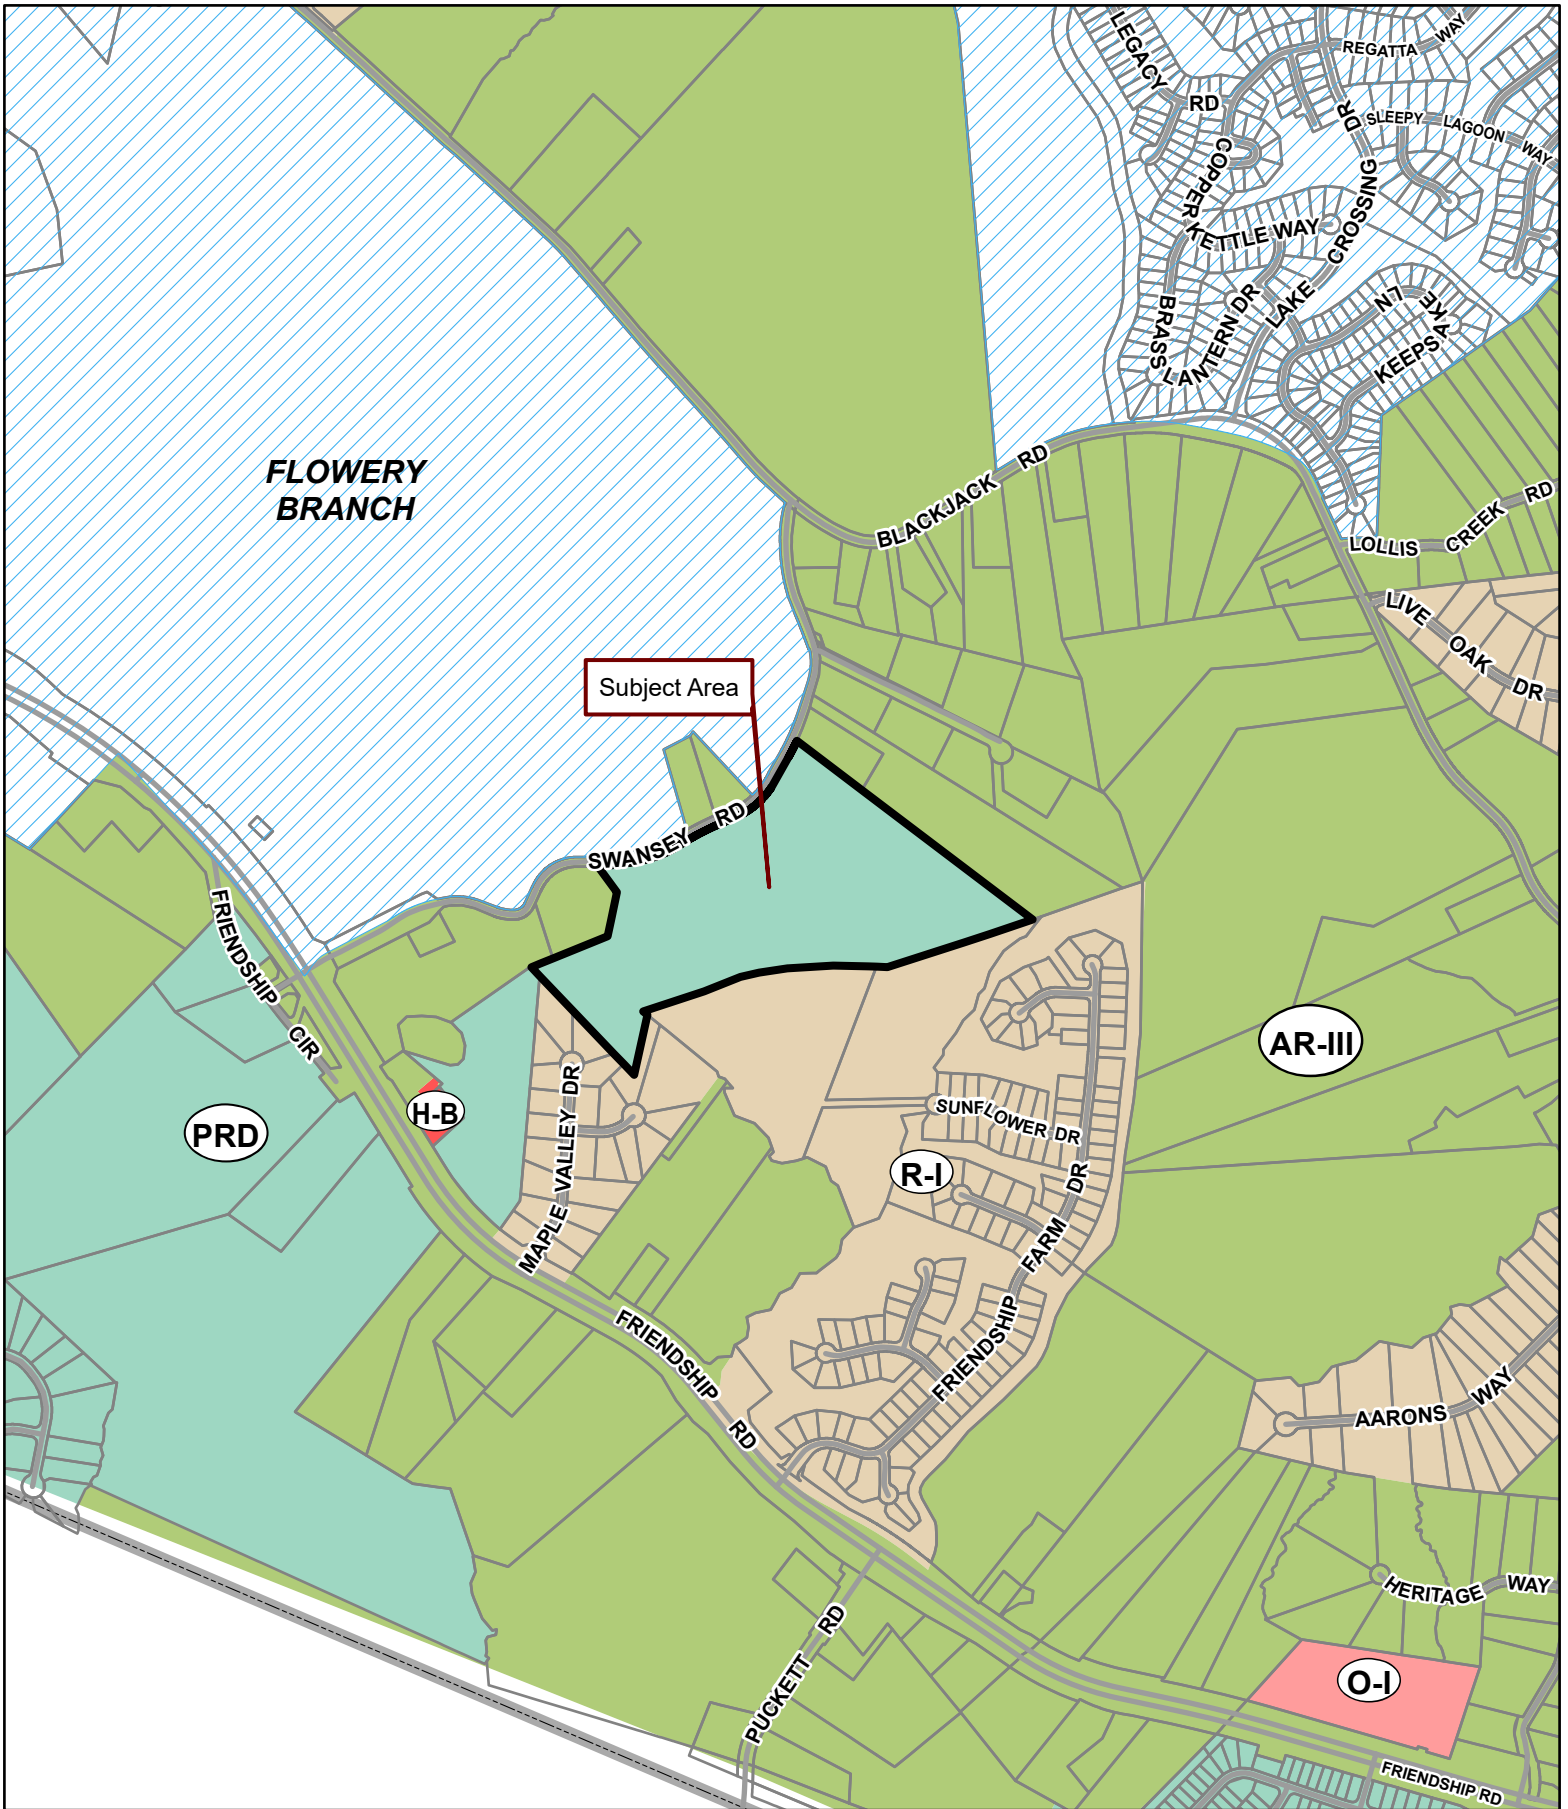 LEGACY RD
REGATTA WAY
SLEEPY LAGOON WAY
COPPER KETTLE WAY
LAKE CROSSING DR
BRASS LANTERN DR
KEEPSAKE LN
FLOWERY
BRANCH
BLACKJACK RD
LOLLIS CREEK RD
LIVE OAK DR
Subject Area
SWANSEY RD
FRIENDSHIP CIR
AR-III
H-B
PRD
MAPLE VALLEY DR
SUNFLOWER DR
R-I
FRIENDSHIP FARM DR
FRIENDSHIP RD
AARONS WAY
HERITAGE WAY
PUCKETT RD
O-I
FRIENDSHIP RD